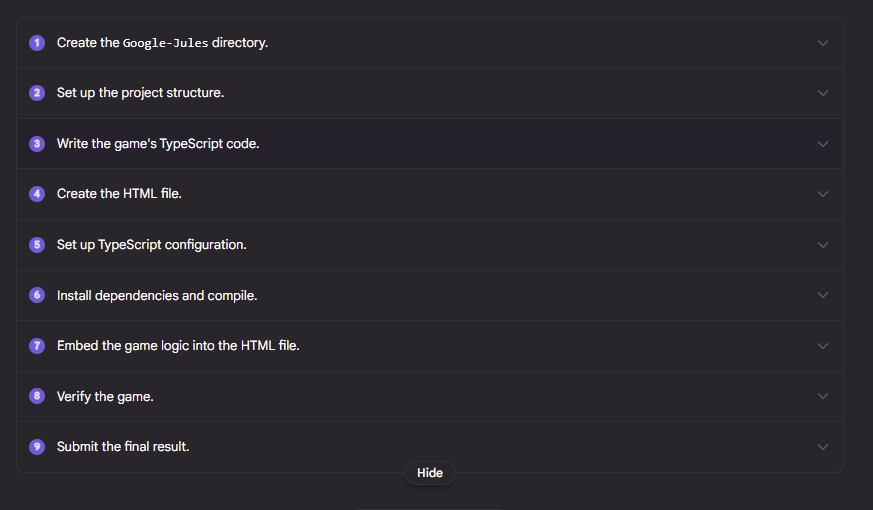 1 Create the Google-Jules directory.
2 Set up the project structure.
3 Write the game's TypeScript code.
4 Create the HTML file.
5 Set up TypeScript configuration.
6 Install dependencies and compile.
7 Embed the game logic into the HTML file.
8 Verify the game.
9 Submit the final result.
Hide